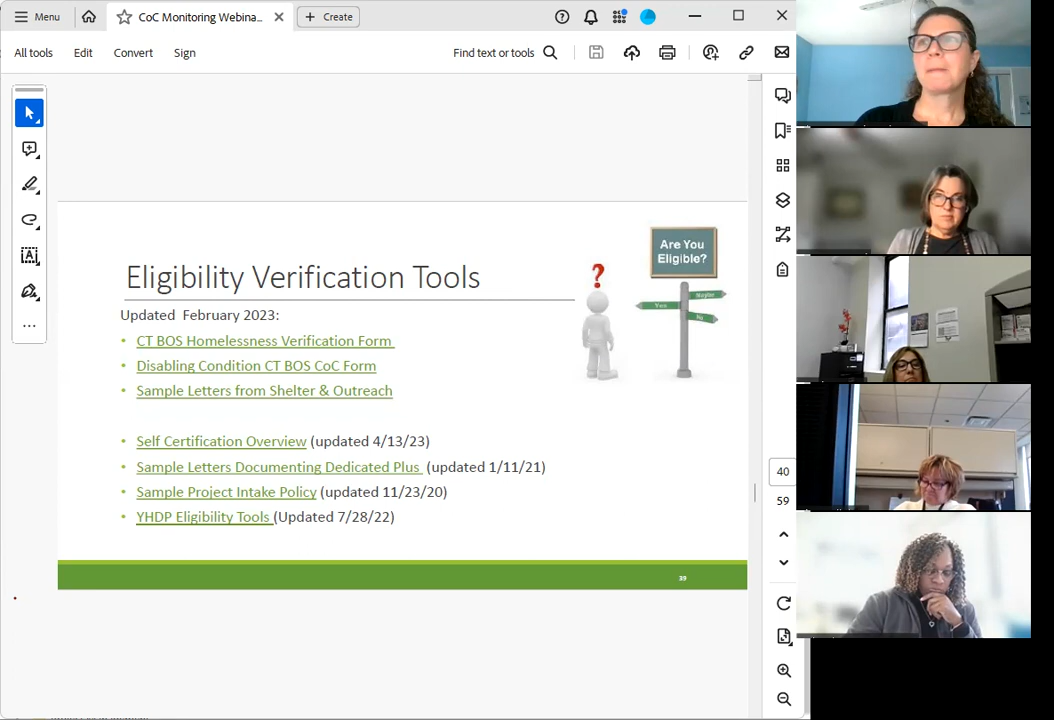 Menu
CoC Monitoring Webina...
Create
All tools
Edit
Convert
Sign
Find text or tools
Are You
Eligible?
Maybe
Yes
No
?
Eligibility Verification Tools
Updated February 2023:
• CT BOS Homelessness Verification Form
• Disabling Condition CT BOS CoC Form
• Sample Letters from Shelter & Outreach
• Self Certification Overview (updated 4/13/23)
• Sample Letters Documenting Dedicated Plus (updated 1/11/21)
• Sample Project Intake Policy (updated 11/23/20)
• YHDP Eligibility Tools (Updated 7/28/22)
39
40
59